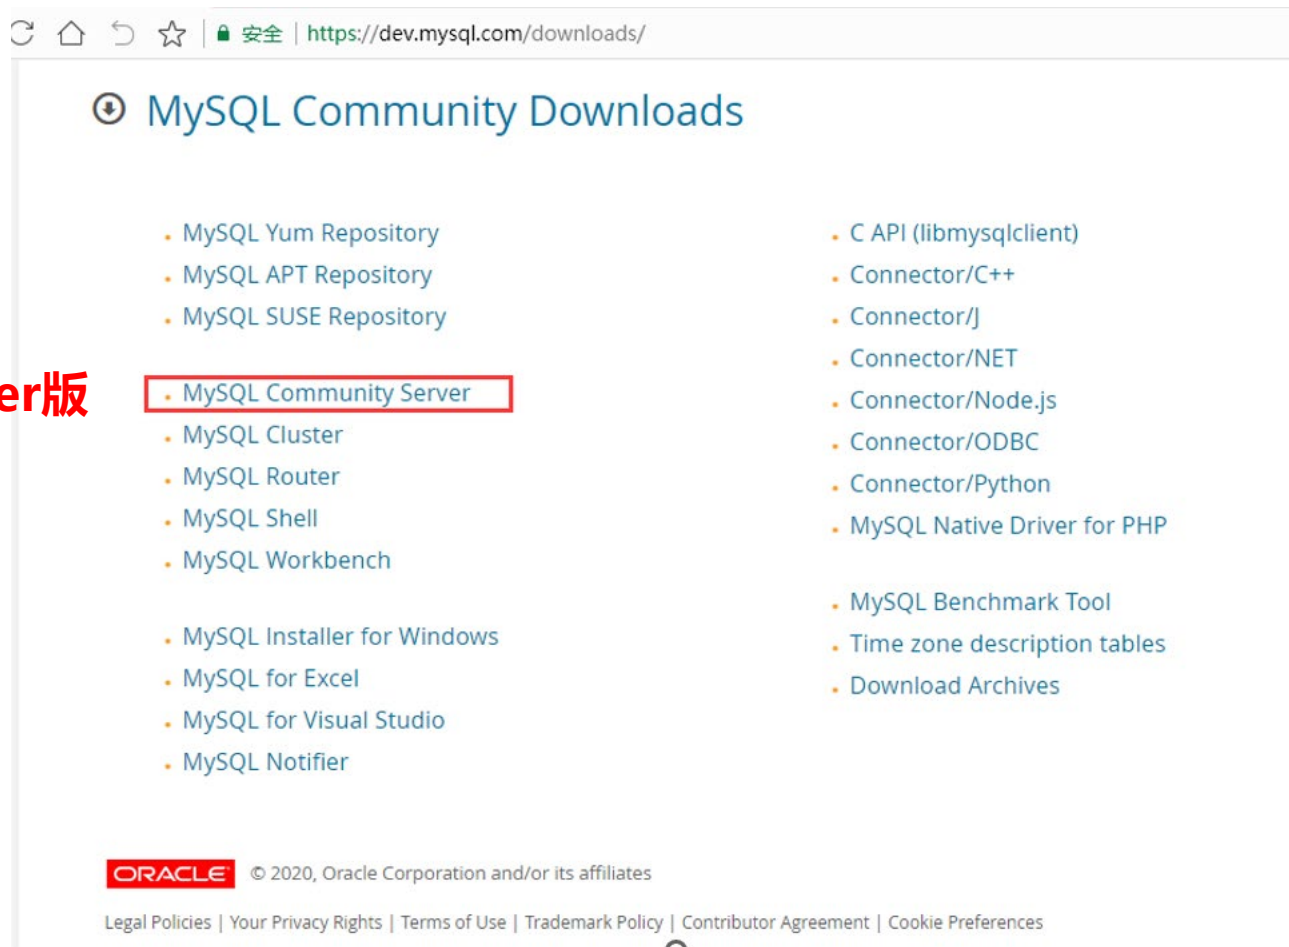 安全 | https://dev.mysql.com/downloads/
MySQL Community Downloads
MySQL Yum Repository
MySQL APT Repository
MySQL SUSE Repository
er版
MySQL Community Server
MySQL Cluster
MySQL Router
MySQL Shell
MySQL Workbench
MySQL Installer for Windows
MySQL for Excel
MySQL for Visual Studio
MySQL Notifier
C API (libmysqlclient)
Connector/C++
Connector/J
Connector/NET
Connector/Node.js
Connector/ODBC
Connector/Python
MySQL Native Driver for PHP
MySQL Benchmark Tool
Time zone description tables
Download Archives
ORACLE © 2020, Oracle Corporation and/or its affiliates
Legal Policies | Your Privacy Rights | Terms of Use | Trademark Policy | Contributor Agreement | Cookie Preferences